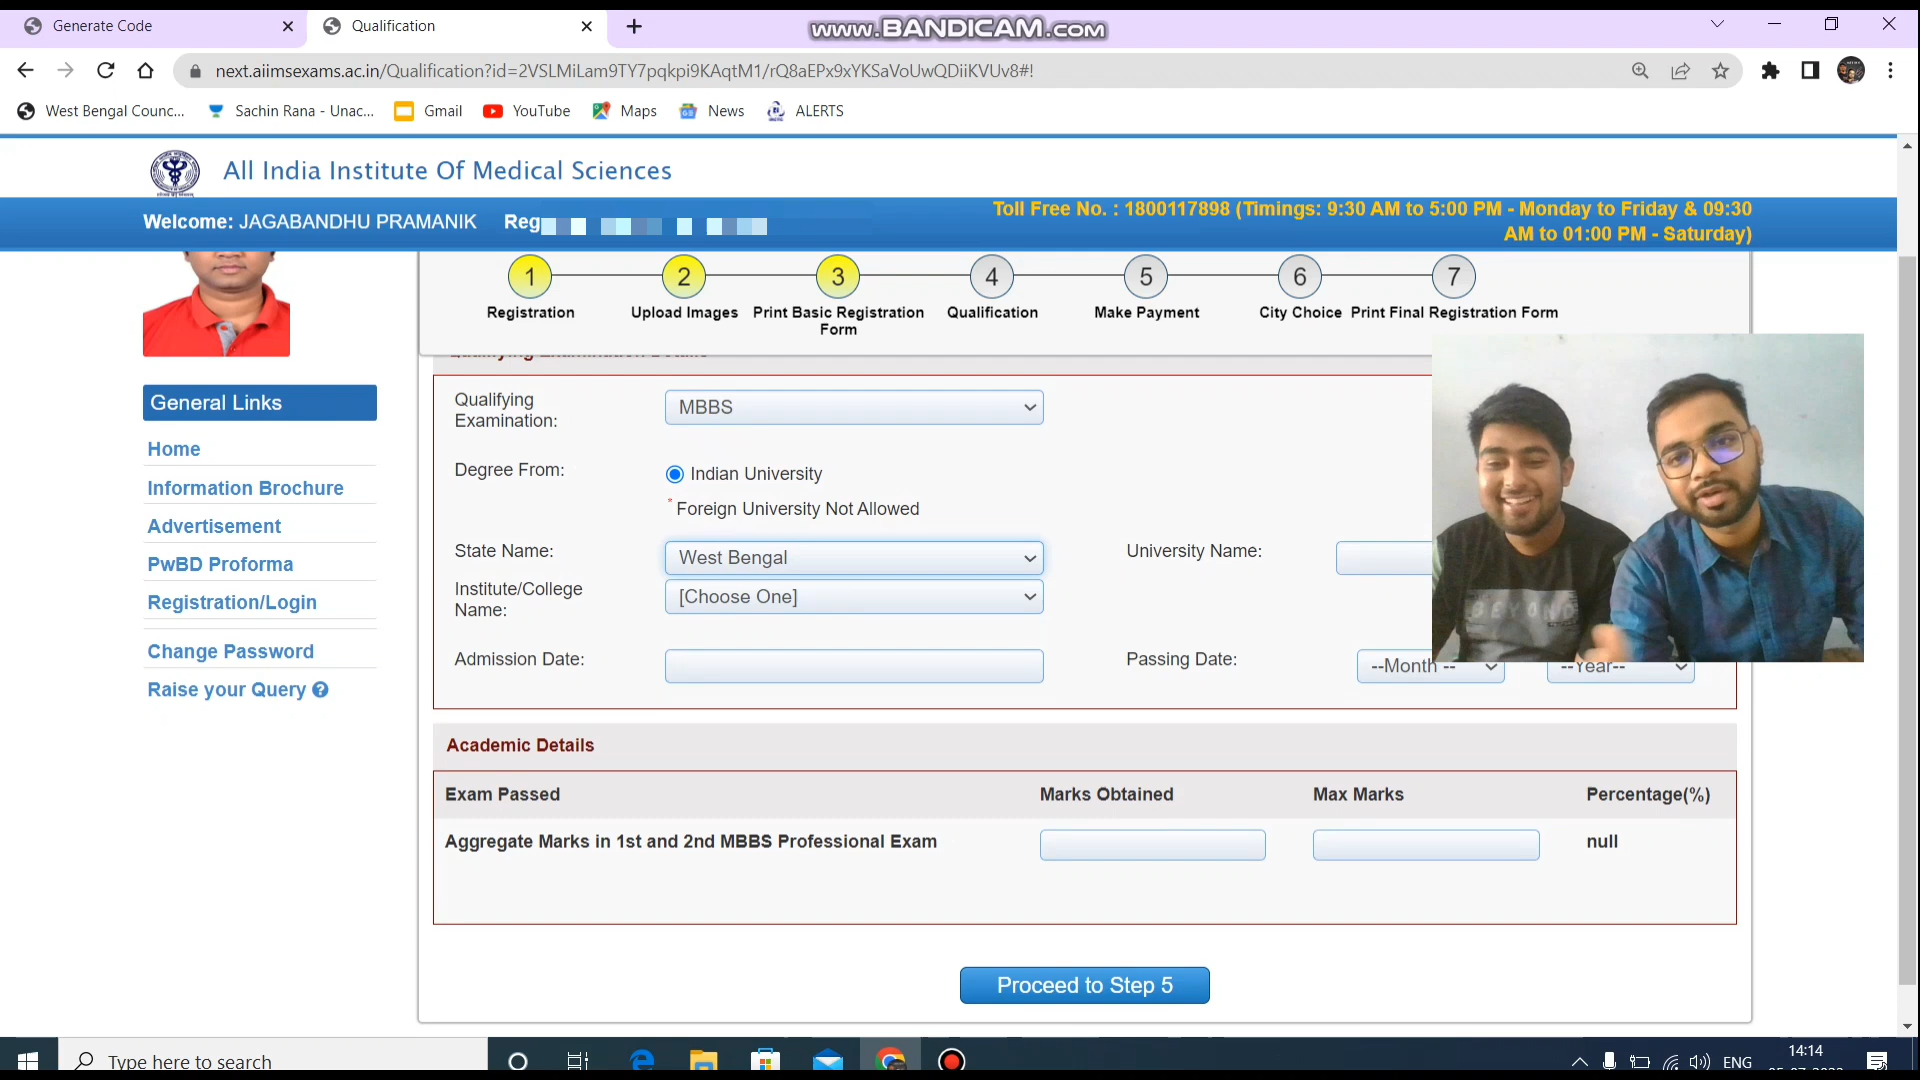 Generate Code
Qualification
www.BANDICAM.com
next.aiimsexams.ac.in/Qualification?id=2VSLMiLam9TY7pqkpi9KAqtM1/rQ8aEPx9xYKSaVoUwQDiiKVUv8#!
West Bengal Counc... Sachin Rana - Unac... Gmail YouTube Maps News ALERTS
All India Institute Of Medical Sciences
Welcome: JAGABANDHU PRAMANIK Reg
Toll Free No. : 1800117898 (Timings: 9:30 AM to 5:00 PM - Monday to Friday & 09:30
AM to 01:00 PM - Saturday)
1 2 3 4 5 6 7
Registration Upload Images Print Basic Registration Qualification Make Payment City Choice Print Final Registration Form
Form
General Links
Home
Information Brochure
Advertisement
PwBD Proforma
Registration/Login
Change Password
Raise your Query ?
Qualifying
Examination:
MBBS
Degree From:
Indian University
* Foreign University Not Allowed
State Name:
West Bengal
University Name:
Institute/College
Name:
[Choose One]
Admission Date:
Passing Date:
--Month --
--Year--
BEYOND
Academic Details
Exam Passed Marks Obtained Max Marks Percentage(%)
Aggregate Marks in 1st and 2nd MBBS Professional Exam null
Proceed to Step 5
Type here to search
ENG
14:14